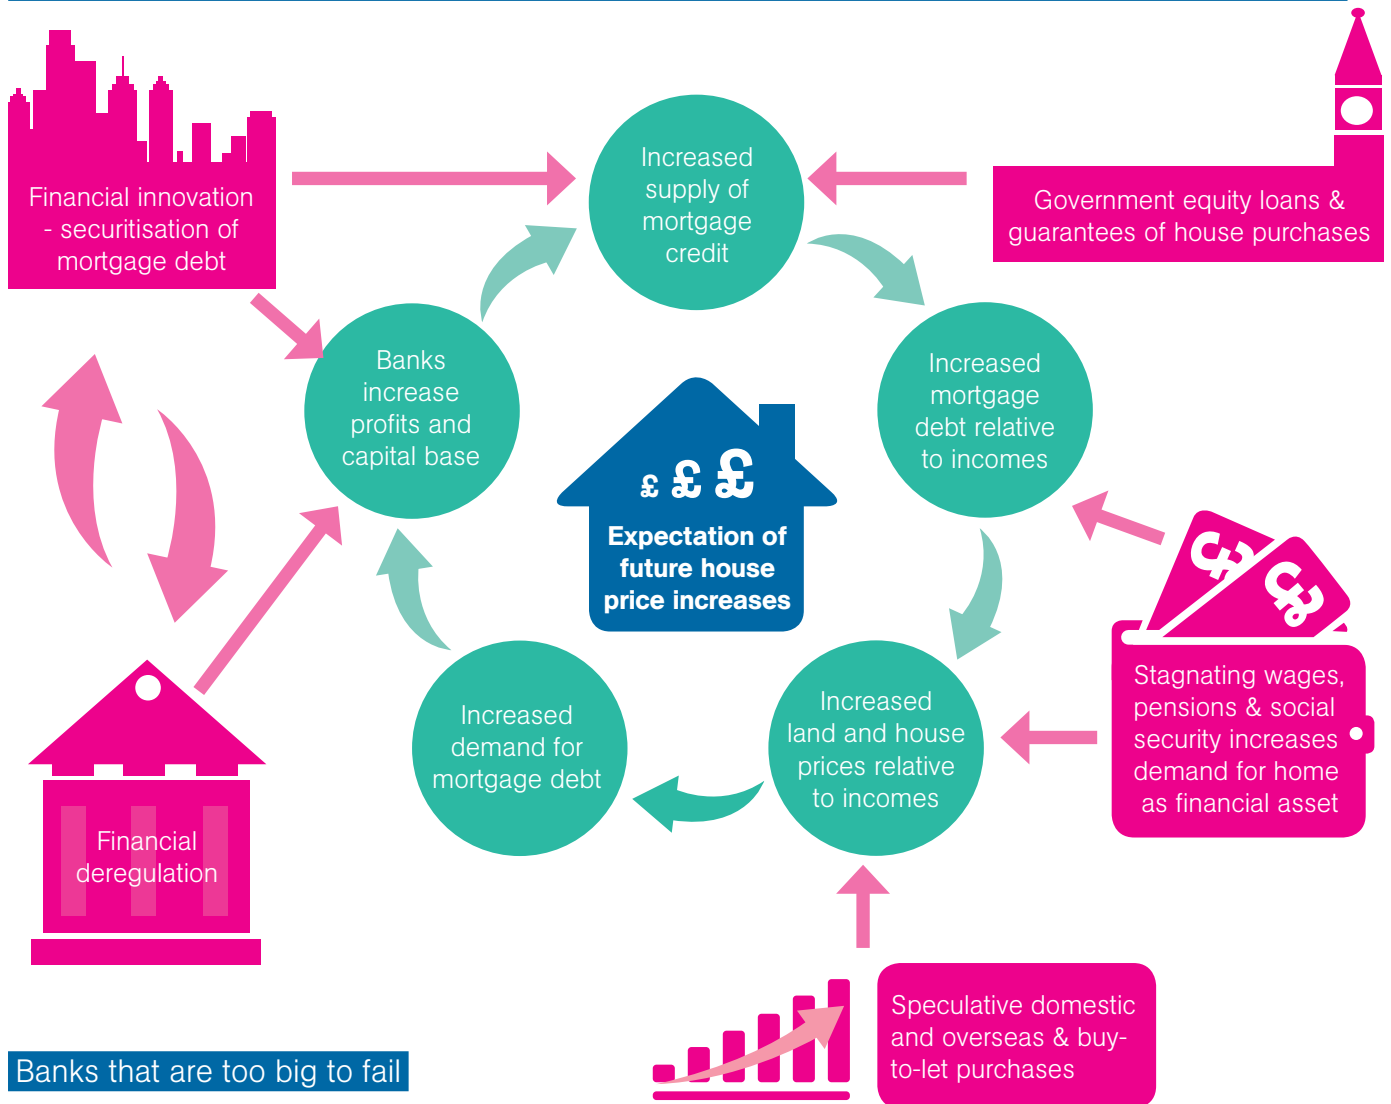 Financial innovation
- securitisation of
mortgage debt
Increased
supply of
mortgage
credit
Government equity loans &
guarantees of house purchases
Banks
increase
profits and
capital base
Increased
mortgage
debt relative
to incomes
£ £ £
Expectation of
future house
price increases
£ £
Stagnating wages,
pensions & social
security increases
demand for home
as financial asset
Increased
demand for
mortgage debt
Increased
land and house
prices relative
to incomes
Financial
deregulation
Speculative domestic
and overseas & buy-
to-let purchases
Banks that are too big to fail